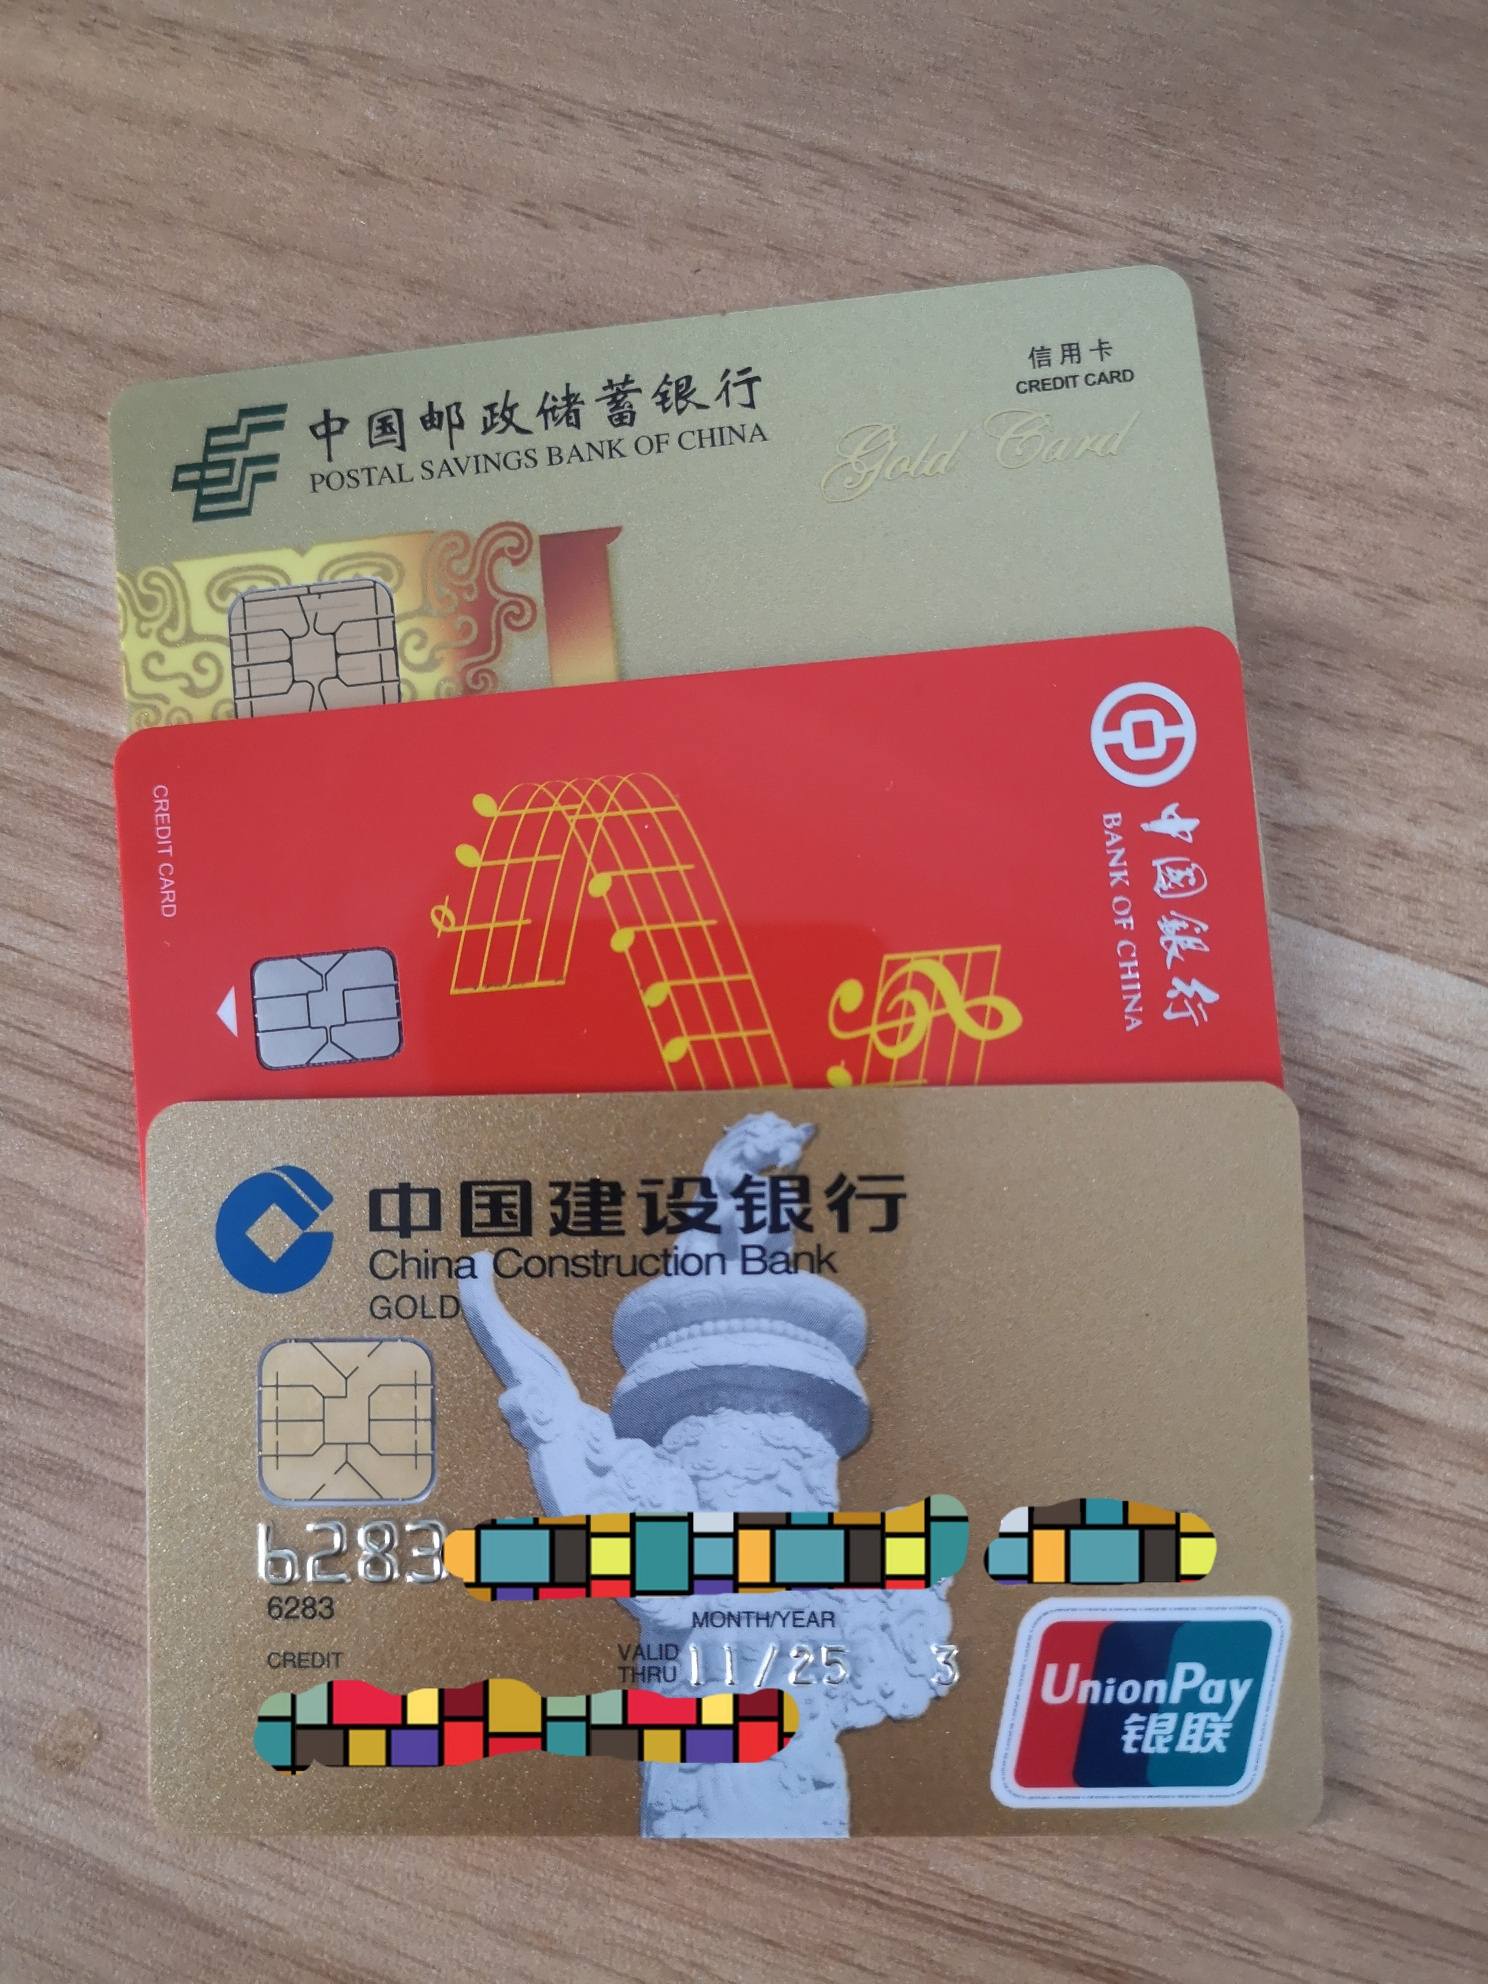 中国邮政储蓄银行
POSTAL SAVINGS BANK OF CHINA
信用卡
CREDIT CARD
Gold Card
CREDIT CARD
中國銀行
BANK OF CHINA
中国建设银行
China Construction Bank
GOLD
6283
6283
MONTH/YEAR
CREDIT
VALID THRU 11/25 3
UnionPay
银联